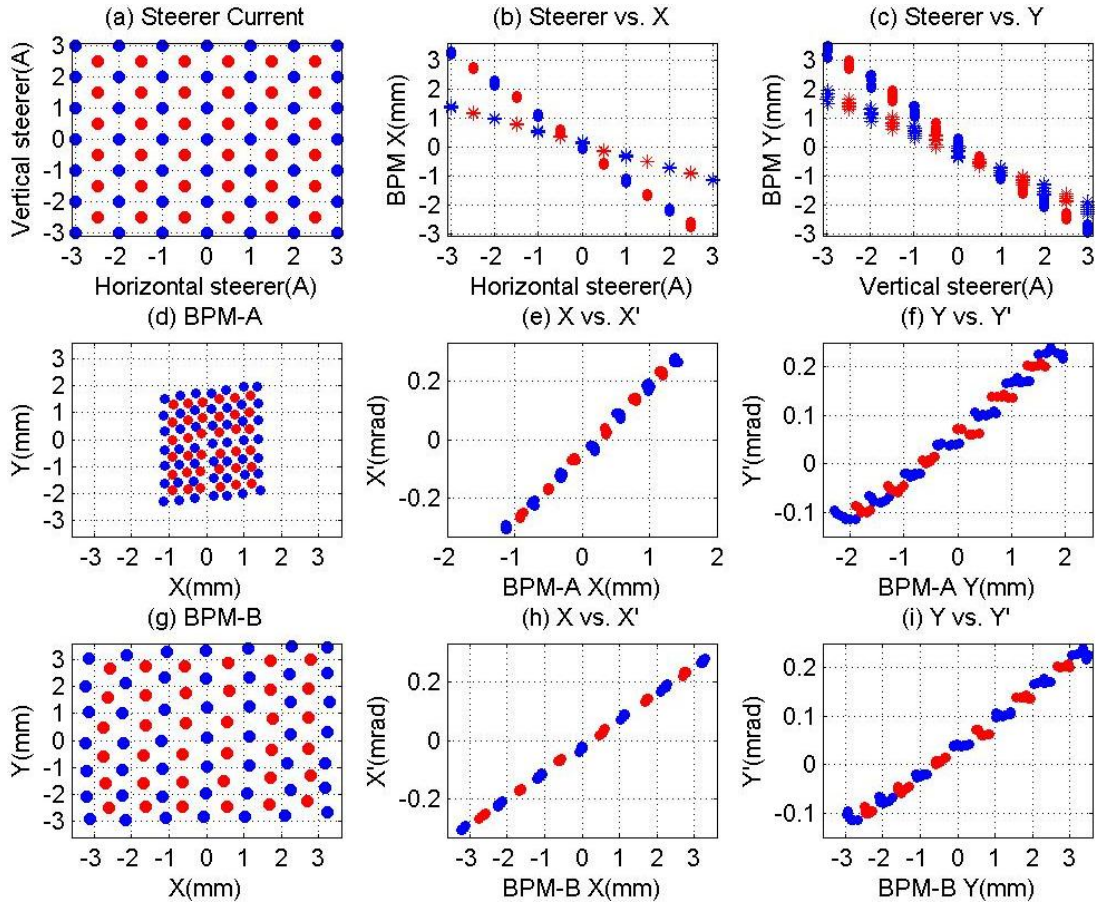 (a) Steerer Current
(b) Steerer vs. X
(c) Steerer vs. Y
Vertical steerer(A)
3
2
1
0
-1
-2
-3
-3 -2 -1 0 1 2 3
Horizontal steerer(A)
BPM X(mm)
3
2
1
0
-1
-2
-3
-3 -2 -1 0 1 2 3
Horizontal steerer(A)
BPM Y(mm)
3
2
1
0
-1
-2
-3
-3 -2 -1 0 1 2 3
Vertical steerer(A)
(d) BPM-A
(e) X vs. X'
(f) Y vs. Y'
Y(mm)
3
2
1
0
-1
-2
-3
-3 -2 -1 0 1 2 3
X(mm)
X'(mrad)
0.2
0
-0.2
-2 -1 0 1 2
BPM-A X(mm)
Y'(mrad)
0.2
0.1
0
-0.1
-2 -1 0 1 2
BPM-A Y(mm)
(g) BPM-B
(h) X vs. X'
(i) Y vs. Y'
Y(mm)
3
2
1
0
-1
-2
-3
-3 -2 -1 0 1 2 3
X(mm)
X'(mrad)
0.2
0
-0.2
-3 -2 -1 0 1 2 3
BPM-B X(mm)
Y'(mrad)
0.2
0.1
0
-0.1
-3 -2 -1 0 1 2 3
BPM-B Y(mm)